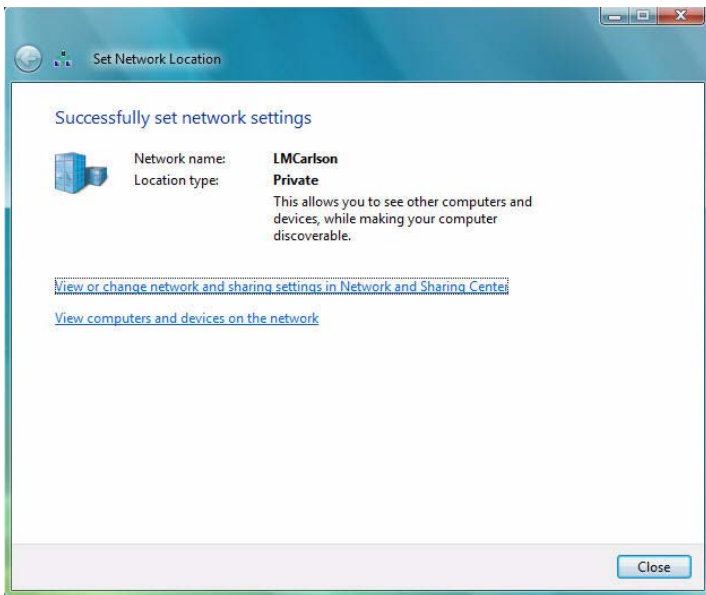 Set Network Location
Successfully set network settings
Network name: LMCarlson
Location type: Private
This allows you to see other computers and
devices, while making your computer
discoverable.
View or change network and sharing settings in Network and Sharing Center
View computers and devices on the network
Close